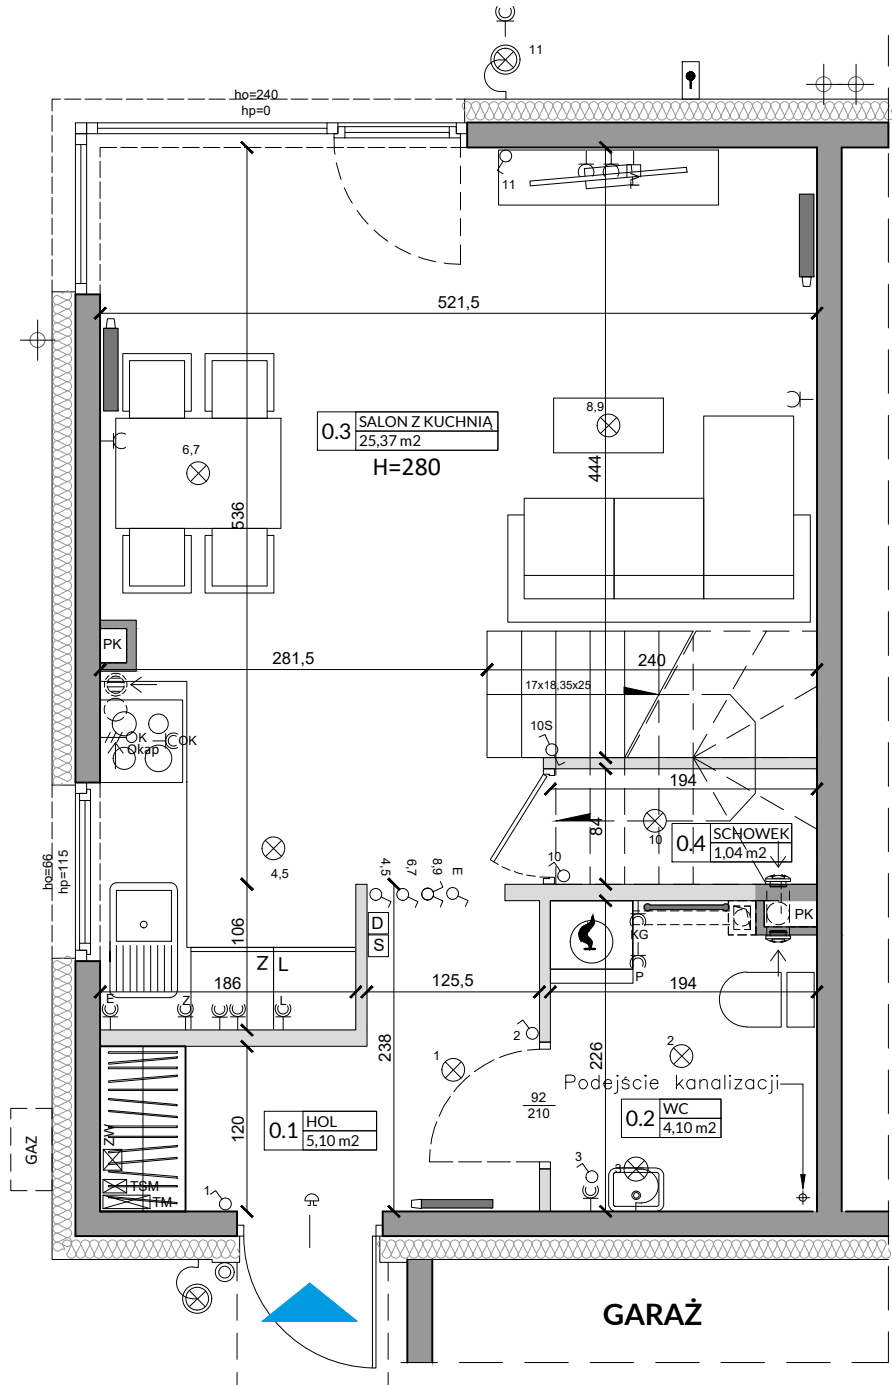 11
ho=240
hp=0
11
521,5
8,9
0.3 SALON Z KUCHNIĄ
25,37 m2
H=280
6,7
444
536
PK
281,5
240
17x18,35x25
10S
OK
OK
Okap
194
84
10
0.4 SCHOWEK
1,04 m2
ho=66
hp=115
4,5
10
4,5
6,7
8,9
E
D
S
PK
KG
P
106
Z L
186
125,5
194
E
Z
L
238
2
1
2
226
Podejście kanalizacji
92
210
0.1 HOL
5,10 m2
0.2 WC
4,10 m2
120
GAZ
ZW
TSM
TM
1
3
3
GARAŻ